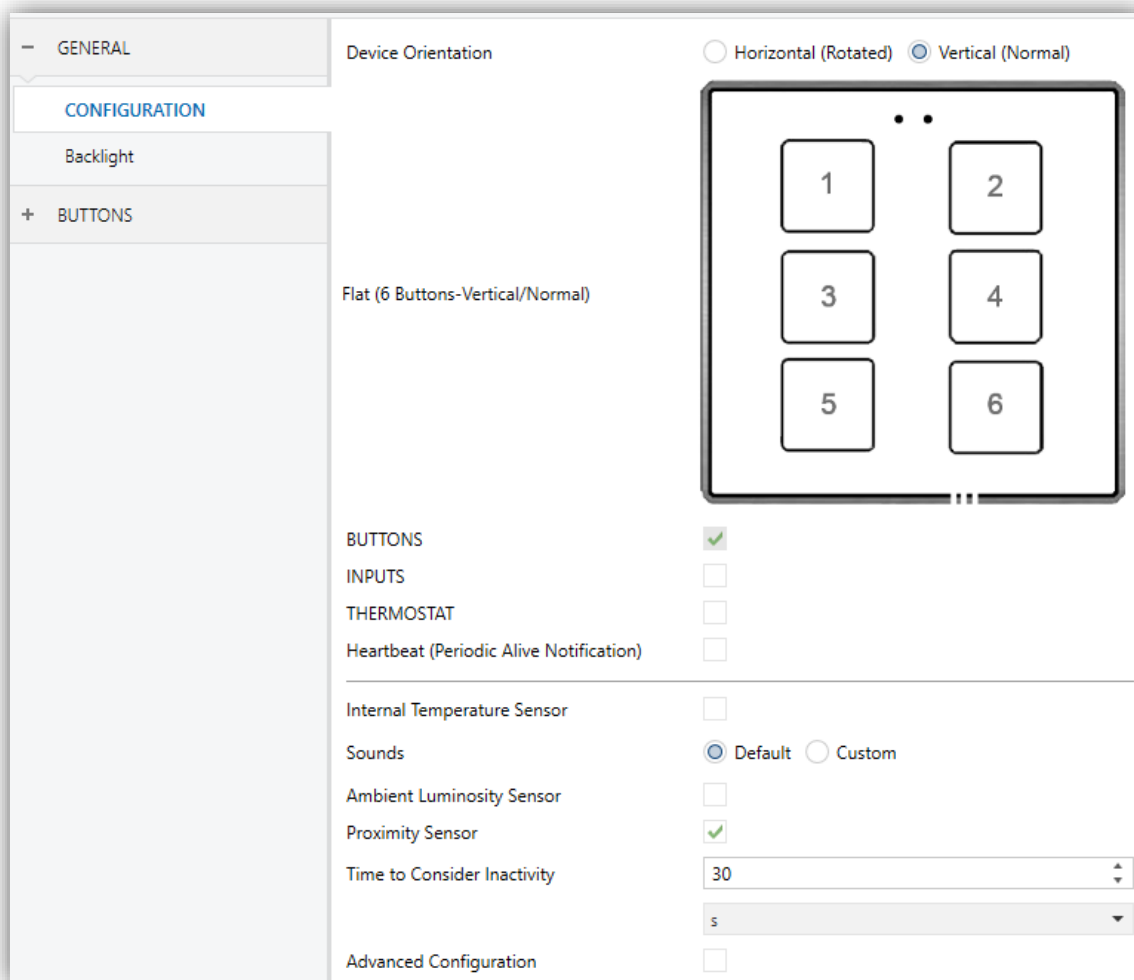 GENERAL
CONFIGURATION
Backlight
BUTTONS
Device Orientation
Horizontal (Rotated)
Vertical (Normal)
1
2
Flat (6 Buttons-Vertical/Normal)
3
4
5
6
BUTTONS
INPUTS
THERMOSTAT
Heartbeat (Periodic Alive Notification)
Internal Temperature Sensor
Sounds
Default
Custom
Ambient Luminosity Sensor
Proximity Sensor
Time to Consider Inactivity
30
s
Advanced Configuration